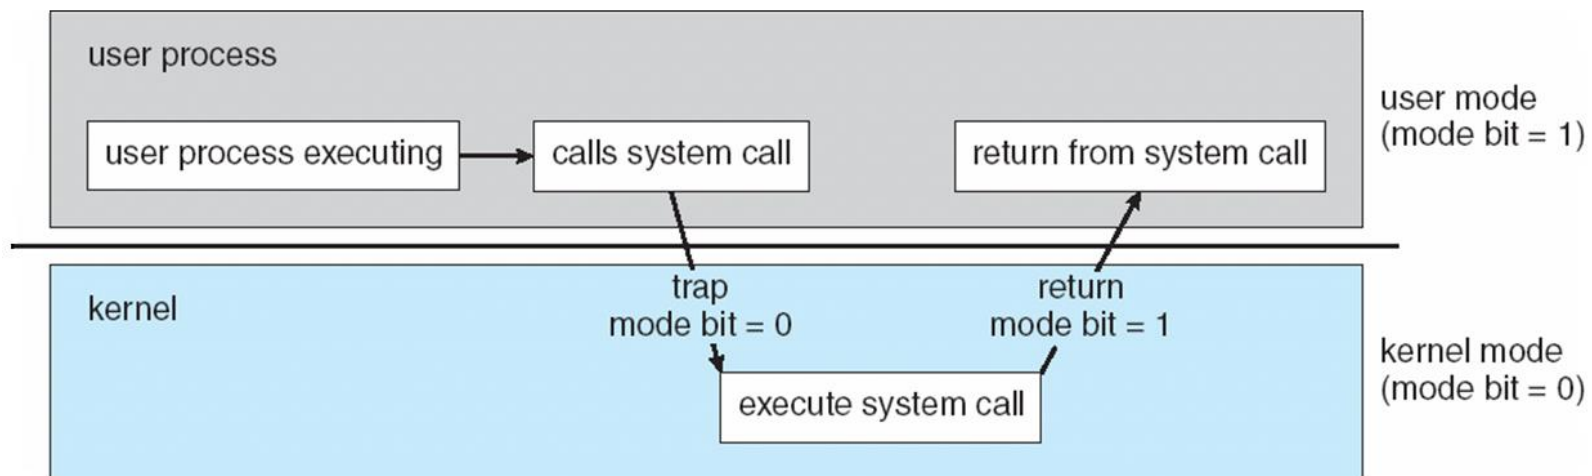 user process
user process executing
calls system call
return from system call
user mode
(mode bit = 1)
kernel
trap
mode bit = 0
return
mode bit = 1
execute system call
kernel mode
(mode bit = 0)